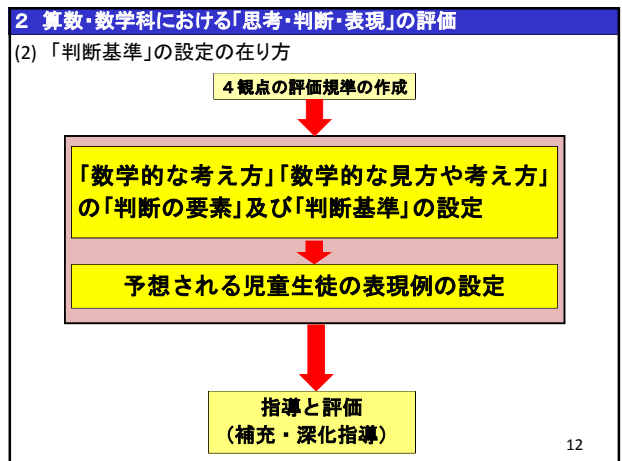 ２ 算数・数学科における「思考・判断・表現」の評価
(2) 「判断基準」の設定の在り方
４観点の評価規準の作成
「数学的な考え方」「数学的な見方や考え方」
の「判断の要素」及び「判断基準」の設定
予想される児童生徒の表現例の設定
指導と評価
（補充・深化指導）
12